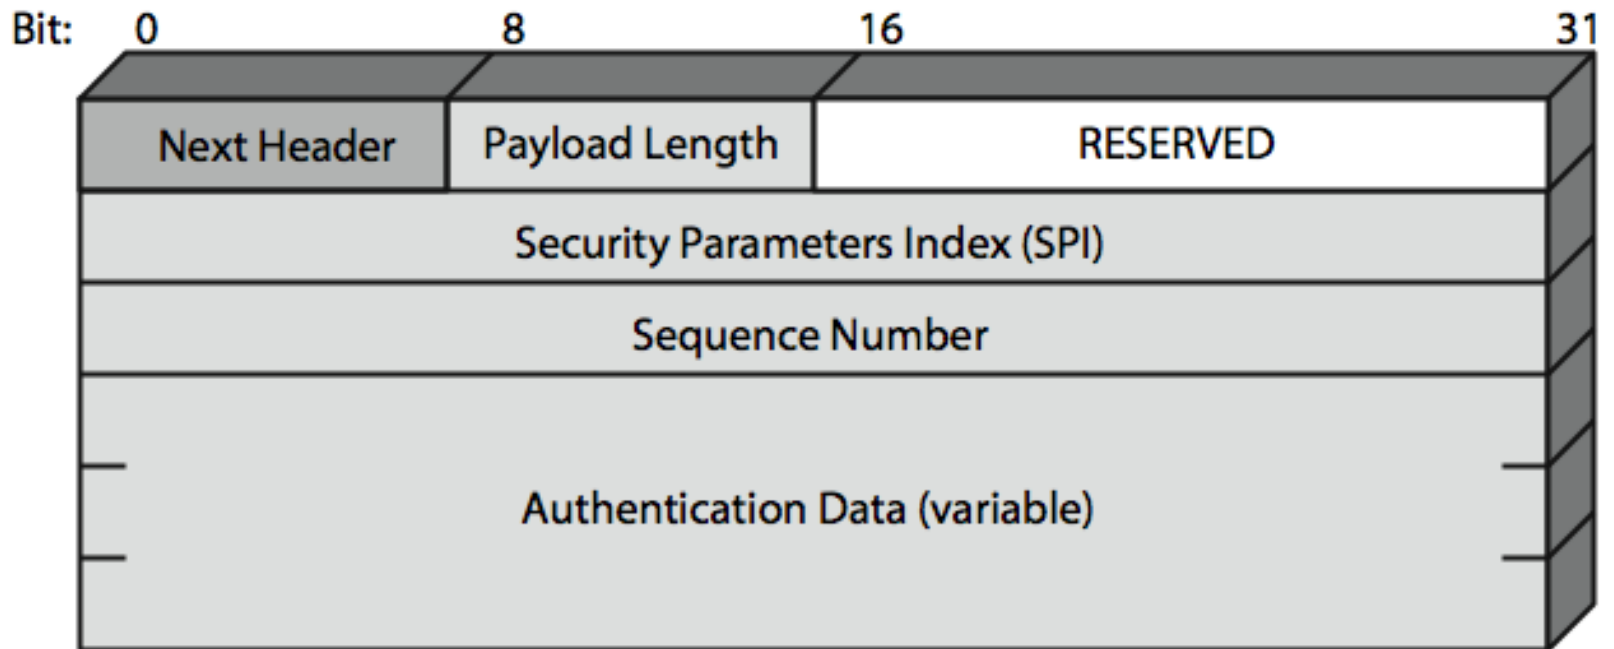 Bit: 0 8 16 31
Next Header Payload Length RESERVED
Security Parameters Index (SPI)
Sequence Number
Authentication Data (variable)